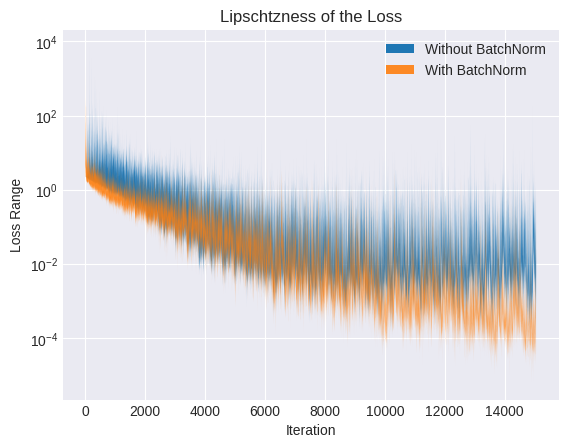 Lipschtzness of the Loss
Without BatchNorm
With BatchNorm
Loss Range
10^4
10^2
10^0
10^−2
10^−4
0 2000 4000 6000 8000 10000 12000 14000
Iteration